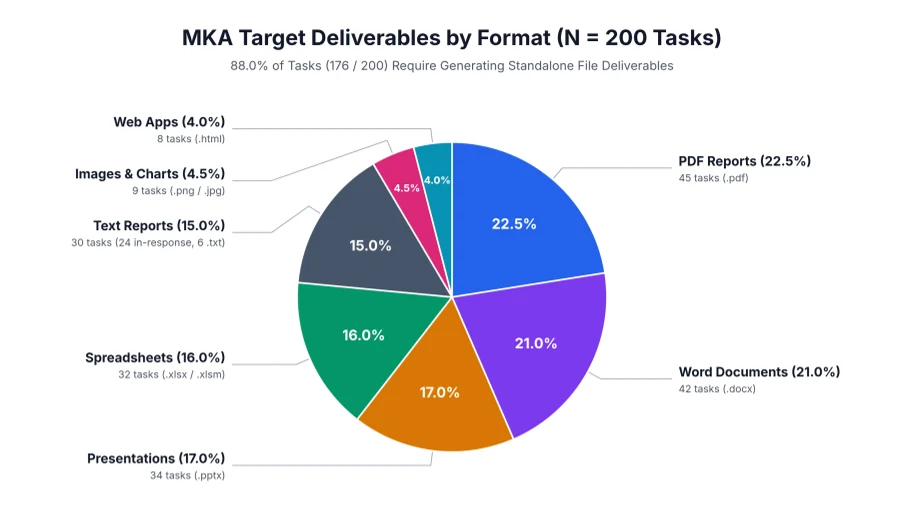 MKA Target Deliverables by Format (N = 200 Tasks)
88.0% of Tasks (176 / 200) Require Generating Standalone File Deliverables
Web Apps (4.0%)
8 tasks (.html)
Images & Charts (4.5%)
9 tasks (.png / .jpg)
Text Reports (15.0%)
30 tasks (24 in-response, 6 .txt)
Spreadsheets (16.0%)
32 tasks (.xlsx / .xlsm)
Presentations (17.0%)
34 tasks (.pptx)
4.0%
4.5%
22.5%
15.0%
16.0%
21.0%
17.0%
PDF Reports (22.5%)
45 tasks (.pdf)
Word Documents (21.0%)
42 tasks (.docx)